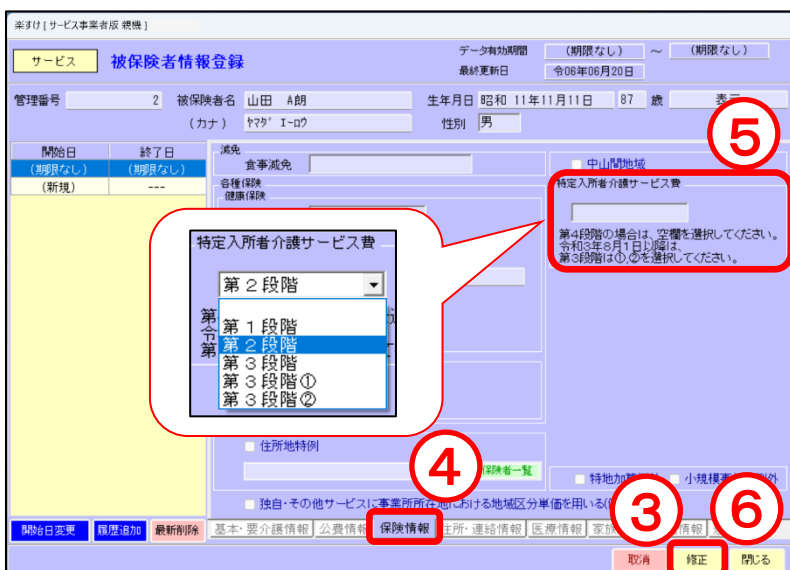 楽すけ [ サービス事業者版 親機 ]
サービス 被保険者情報登録
データ有効期間 (期限なし) ～ (期限なし)
最終更新日 令06年06月20日
管理番号 2 被保険者名 山田 A朗 生年月日 昭和 11年11月11日 87 歳 表示
(カナ) ﾔﾏﾀﾞ ｴｰﾛｳ 性別 男
⑤
開始日 終了日
(期限なし) (期限なし)
(新規) ---
減免
食事減免
各種保険
健康保険
中山間地域
特定入所者介護サービス費
第4段階の場合は、空欄を選択してください。
令和3年8月1日以降は、
第3段階は①,②を選択してください。
特定入所者介護サービス費
第２段階
第
令
第
第１段階
第２段階
第３段階
第３段階①
第３段階②
住所地特例
④
保険者一覧
特地加算
小規模事
外
独自・その他サービスに事業所所在地における地域区分単価を用いる
③
⑥
開始日変更 履歴追加 最新削除
基本・要介護情報 公費情報 保険情報 住所・連絡情報 医療情報 家族 情報
取消 修正 閉じる